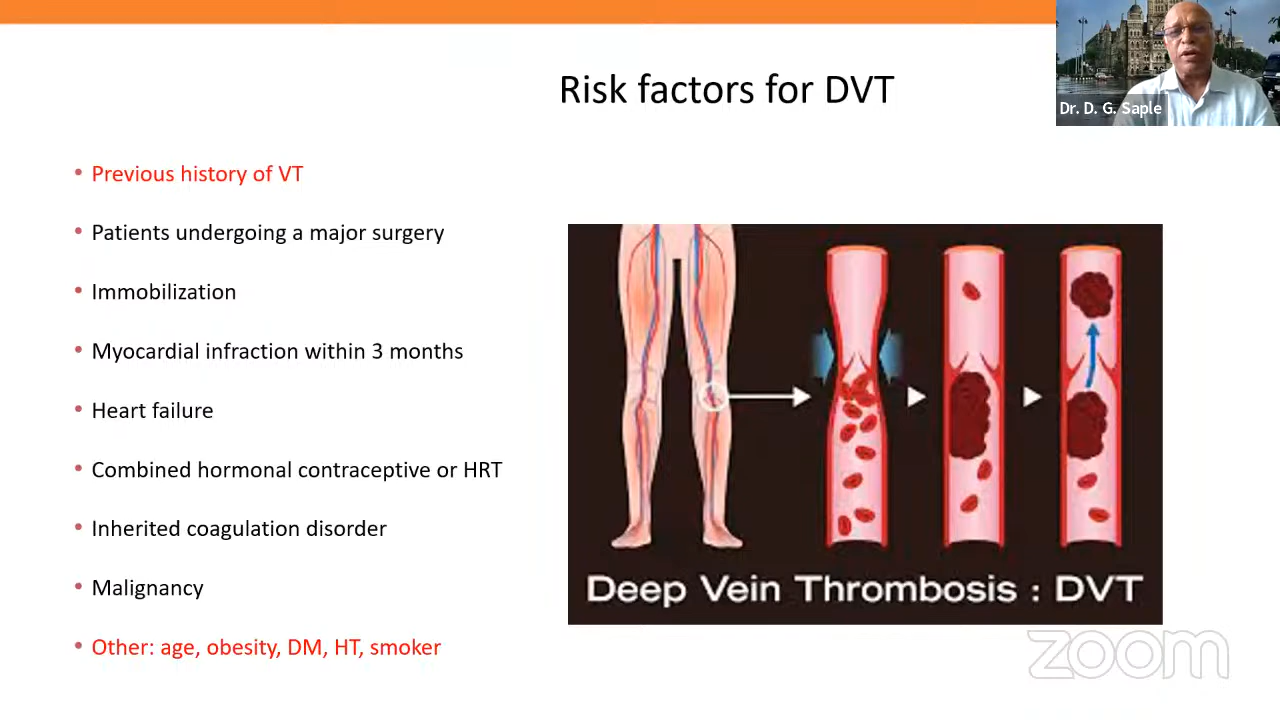 Risk factors for DVT
Dr. D. G. Saple
• Previous history of VT
• Patients undergoing a major surgery
• Immobilization
• Myocardial infraction within 3 months
• Heart failure
• Combined hormonal contraceptive or HRT
• Inherited coagulation disorder
• Malignancy
• Other: age, obesity, DM, HT, smoker
Deep Vein Thrombosis : DVT
zoom